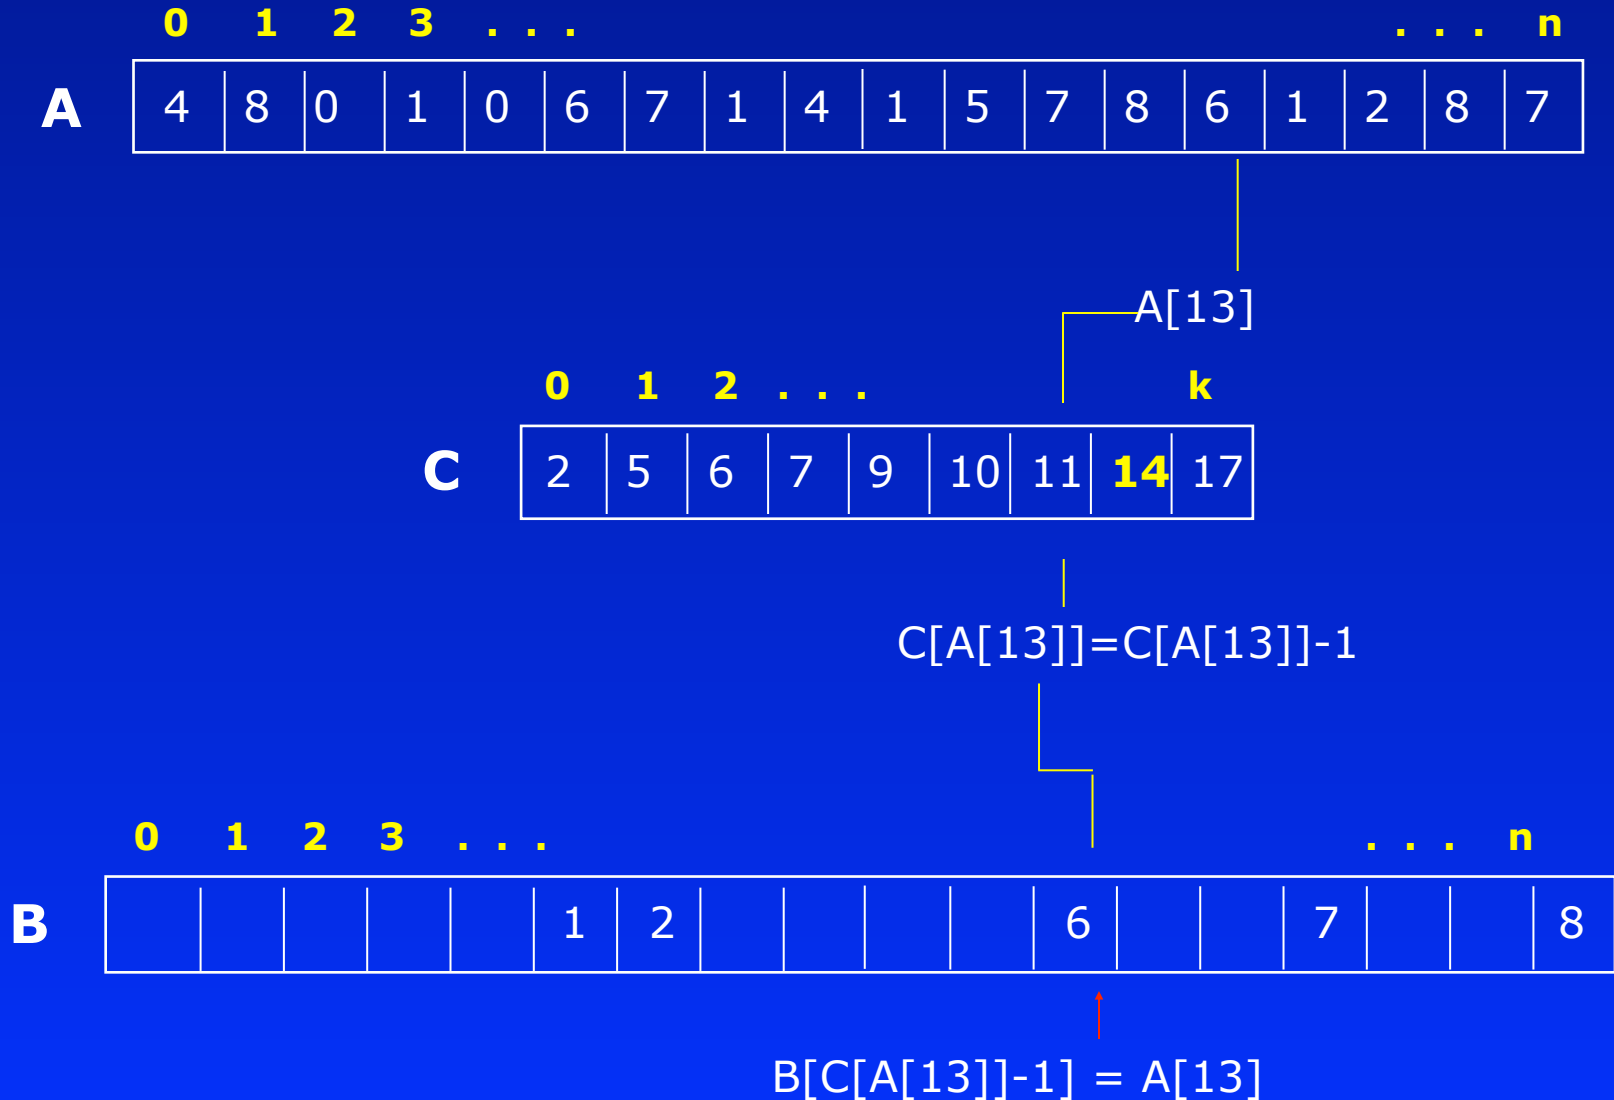 0 1 2 3 . . . . . . n
A 4 8 0 1 0 6 7 1 4 1 5 7 8 6 1 2 8 7
A[13]
0 1 2 . . . k
C 2 5 6 7 9 10 11 14 17
C[A[13]]=C[A[13]]-1
0 1 2 3 . . . . . . n
B 1 2 6 7 8
B[C[A[13]]-1] = A[13]